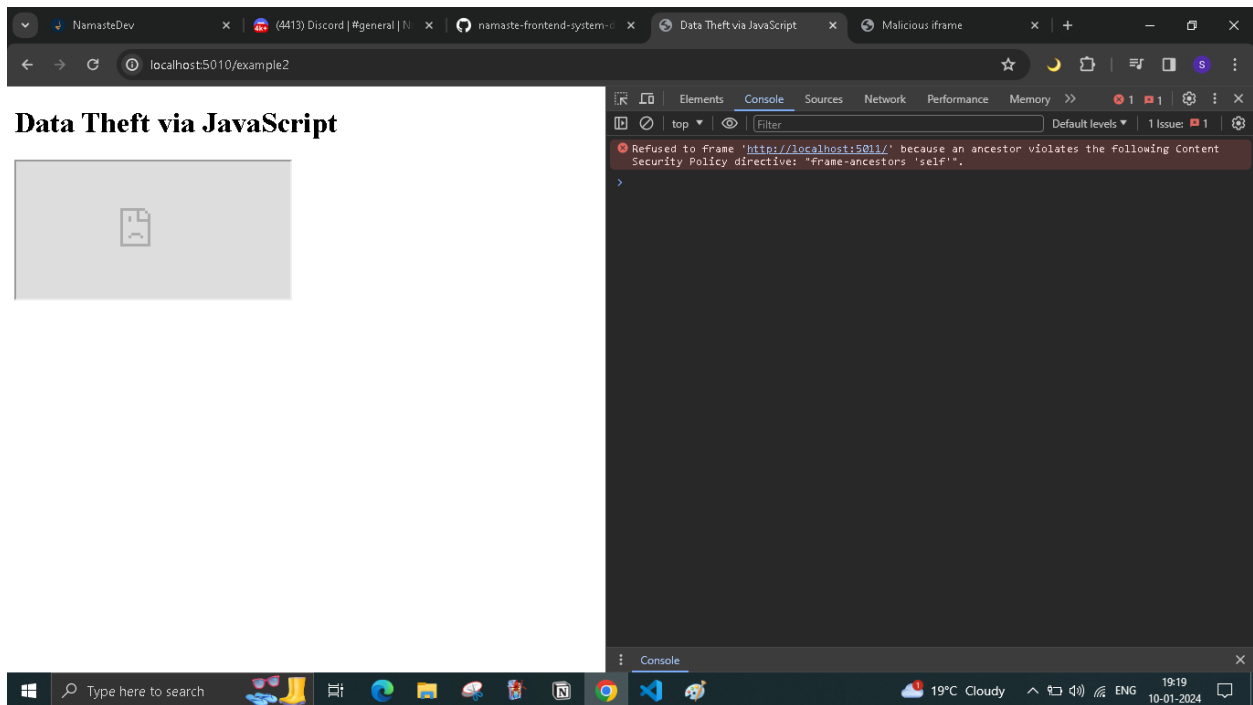 NamasteDev
(4413) Discord | #general | N
namaste-frontend-system-d
Data Theft via JavaScript
Malicious iframe
localhost:5010/example2
S
Elements
Console
Sources
Network
Performance
Memory
1
1
top
Filter
Default levels
1 Issue:
1
Data Theft via JavaScript
Refused to frame 'http://localhost:5011/' because an ancestor violates the following Content
Security Policy directive: "frame-ancestors 'self'".
Console
Type here to search
1
19°C Cloudy
ENG
19:19
10-01-2024